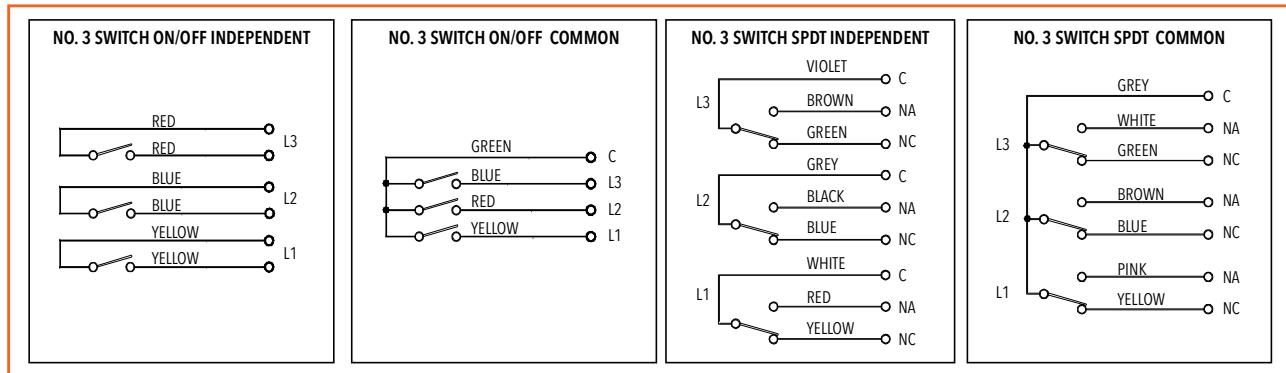 NO. 3 SWITCH ON/OFF INDEPENDENT
RED
RED
L3
BLUE
BLUE
L2
YELLOW
YELLOW
L1
NO. 3 SWITCH ON/OFF COMMON
GREEN
C
BLUE
L3
RED
L2
YELLOW
L1
NO. 3 SWITCH SPDT INDEPENDENT
VIOLET
C
L3
BROWN
NA
GREEN
NC
GREY
C
L2
BLACK
NA
BLUE
NC
WHITE
C
L1
RED
NA
YELLOW
NC
NO. 3 SWITCH SPDT COMMON
GREY
C
WHITE
NA
L3
GREEN
NC
BROWN
NA
L2
BLUE
NC
PINK
NA
L1
YELLOW
NC